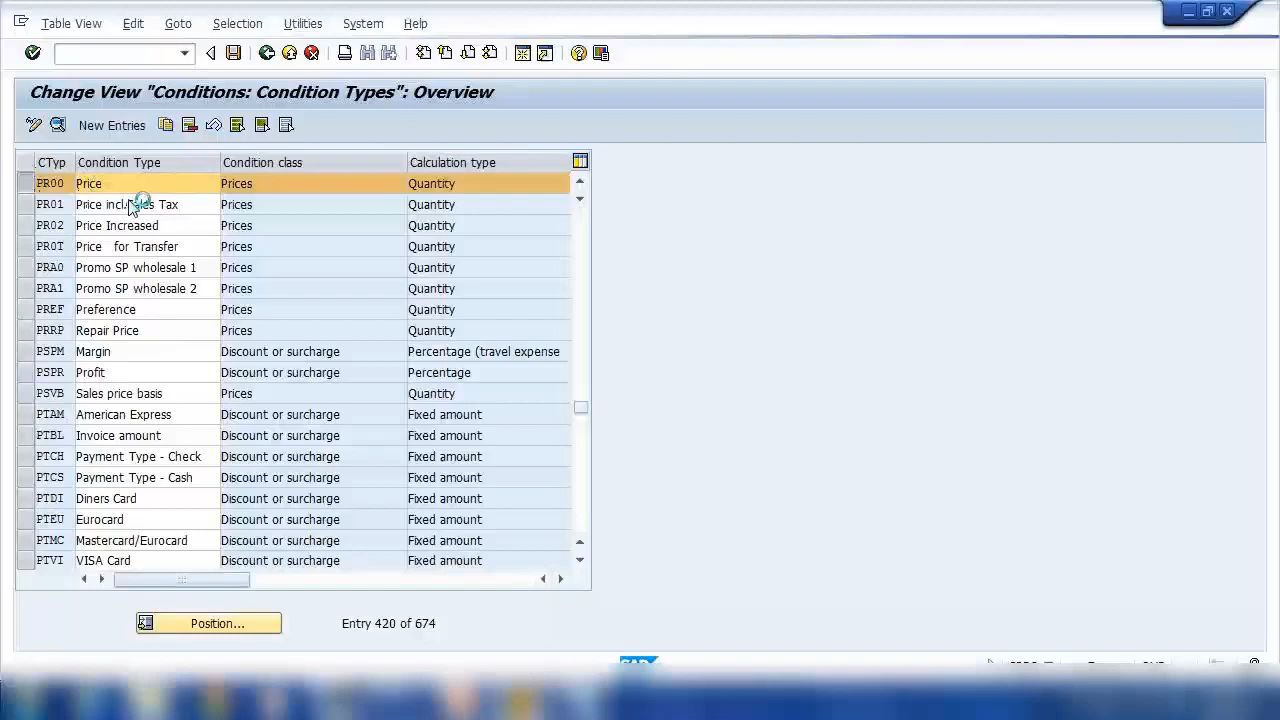 Table View Edit Goto Selection Utilities System Help
Change View "Conditions: Condition Types": Overview
New Entries
CTyp Condition Type Condition class Calculation type
PR00 Price Prices Quantity
PR01 Price incl. Tax Prices Quantity
PR02 Price Increased Prices Quantity
PR0T Price for Transfer Prices Quantity
PRA0 Promo SP wholesale 1 Prices Quantity
PRA1 Promo SP wholesale 2 Prices Quantity
PREF Preference Prices Quantity
PRRP Repair Price Prices Quantity
PSPM Margin Discount or surcharge Percentage (travel expense
PSPR Profit Discount or surcharge Percentage
PSVB Sales price basis Prices Quantity
PTAM American Express Discount or surcharge Fixed amount
PTBL Invoice amount Discount or surcharge Fixed amount
PTCH Payment Type - Check Discount or surcharge Fixed amount
PTCS Payment Type - Cash Discount or surcharge Fixed amount
PTDI Diners Card Discount or surcharge Fixed amount
PTEU Eurocard Discount or surcharge Fixed amount
PTMC Mastercard/Eurocard Discount or surcharge Fixed amount
PTVI VISA Card Discount or surcharge Fixed amount
Position... Entry 420 of 674
SAP